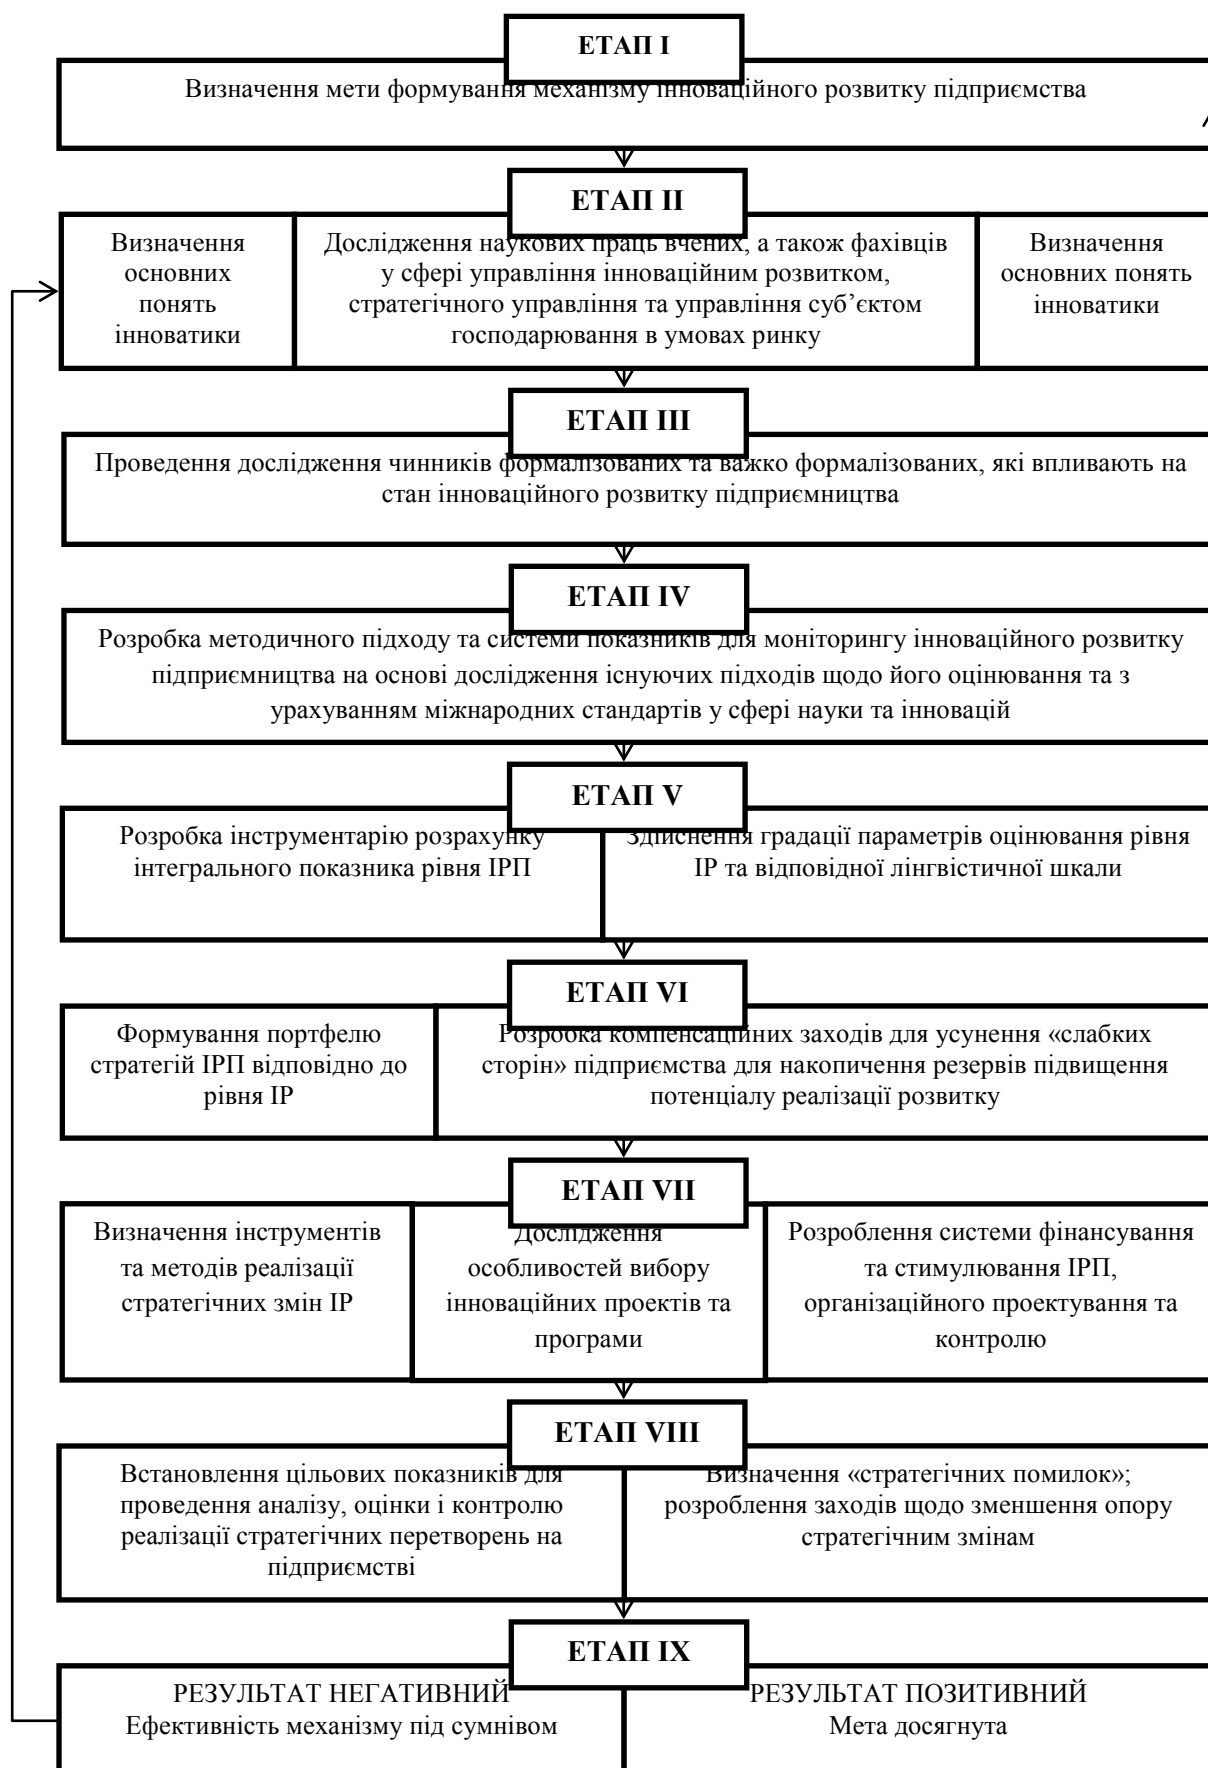 ЕТАП I
Визначення мети формування механізму інноваційного розвитку підприємства
ЕТАП II
Визначення
основних
понять
інноватики
Дослідження наукових праць вчених, а також фахівців
у сфері управління інноваційним розвитком,
стратегічного управління та управління суб’єктом
господарювання в умовах ринку
Визначення
основних понять
інноватики
ЕТАП III
Проведення дослідження чинників формалізованих та важко формалізованих, які впливають на
стан інноваційного розвитку підприємництва
ЕТАП IV
Розробка методичного підходу та системи показників для моніторингу інноваційного розвитку
підприємництва на основі дослідження існуючих підходів щодо його оцінювання та з
урахуванням міжнародних стандартів у сфері науки та інновацій
ЕТАП V
Розробка інструментарію розрахунку
інтегрального показника рівня ІРП
Здійснення градації параметрів оцінювання рівня
ІР та відповідної лінгвістичної шкали
ЕТАП VI
Формування портфелю
стратегій ІРП відповідно до
рівня ІР
Розробка компенсаційних заходів для усунення «слабких
сторін» підприємства для накопичення резервів підвищення
потенціалу реалізації розвитку
ЕТАП VII
Визначення інструментів
та методів реалізації
стратегічних змін ІР
Дослідження
особливостей вибору
інноваційних проектів та
програми
Розроблення системи фінансування
та стимулювання ІРП,
організаційного проектування та
контролю
ЕТАП VIII
Встановлення цільових показників для
проведення аналізу, оцінки і контролю
реалізації стратегічних перетворень на
підприємстві
Визначення «стратегічних помилок»;
розроблення заходів щодо зменшення опору
стратегічним змінам
ЕТАП IX
РЕЗУЛЬТАТ НЕГАТИВНИЙ
Ефективність механізму під сумнівом
РЕЗУЛЬТАТ ПОЗИТИВНИЙ
Мета досягнута